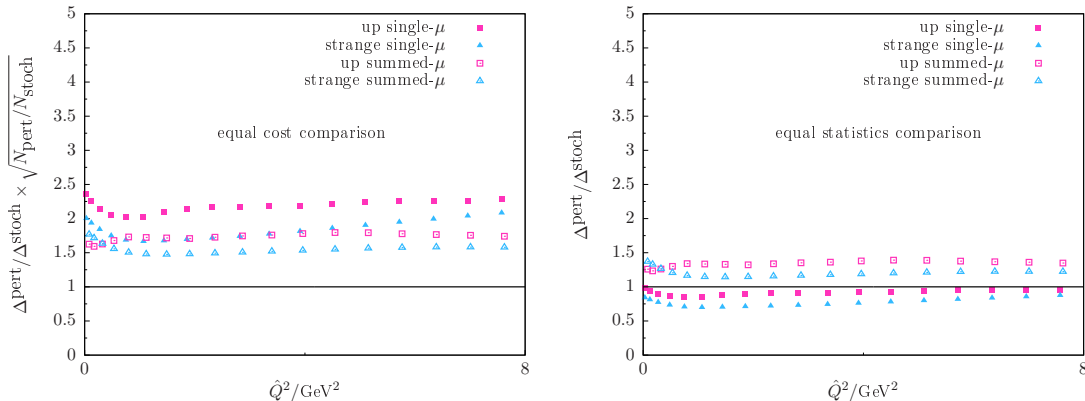 5
4.5
4
3.5
3
2.5
2
1.5
1
0.5
0
0
8
Δ^pert/Δ^stoch × √N_pert/N_stoch
Q̂²/GeV²
up single-μ
strange single-μ
up summed-μ
strange summed-μ
equal cost comparison
5
4.5
4
3.5
3
2.5
2
1.5
1
0.5
0
0
8
Δ^pert/Δ^stoch
Q̂²/GeV²
up single-μ
strange single-μ
up summed-μ
strange summed-μ
equal statistics comparison